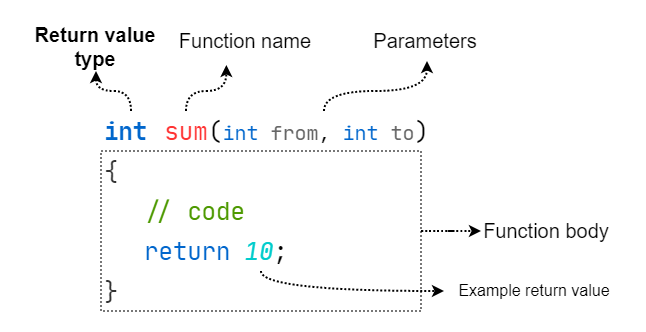 Return value
type
Function name
Parameters
int sum(int from, int to)
{
// code
return 10;
}
Function body
Example return value